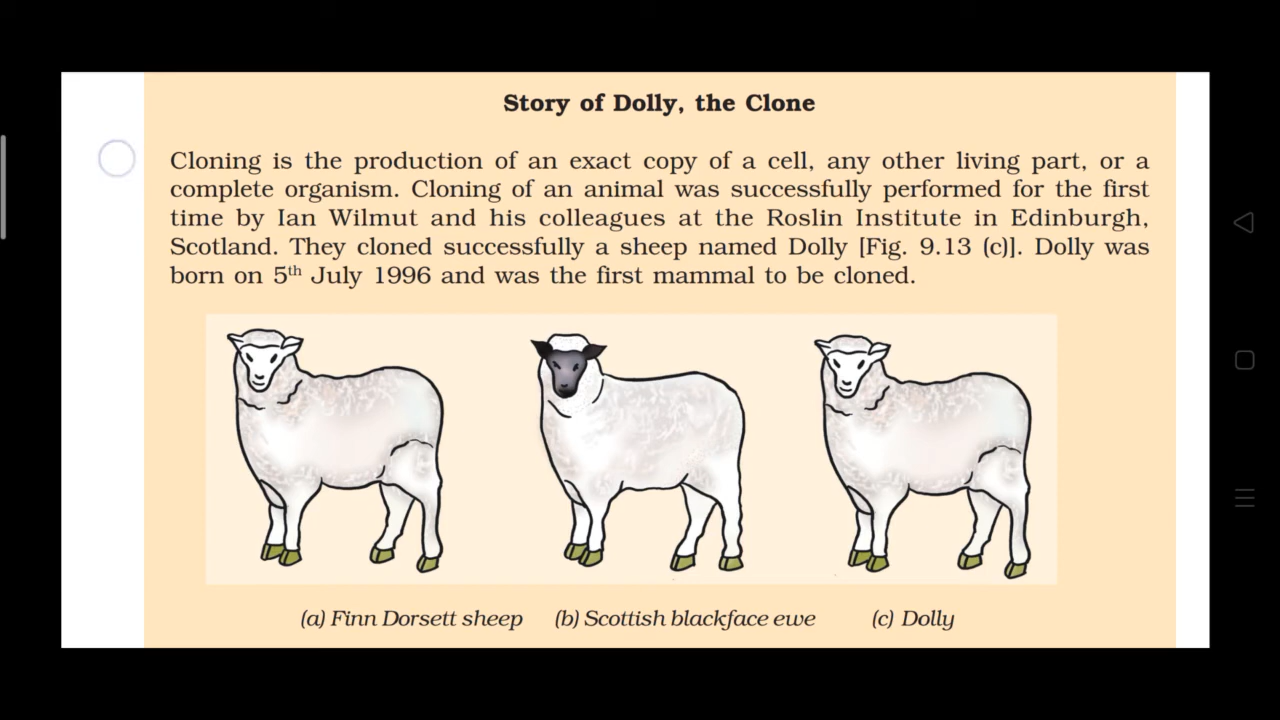 Story of Dolly, the Clone
Cloning is the production of an exact copy of a cell, any other living part, or a
complete organism. Cloning of an animal was successfully performed for the first
time by Ian Wilmut and his colleagues at the Roslin Institute in Edinburgh,
Scotland. They cloned successfully a sheep named Dolly [Fig. 9.13 (c)]. Dolly was
born on 5th July 1996 and was the first mammal to be cloned.
(a) Finn Dorsett sheep (b) Scottish blackface ewe (c) Dolly